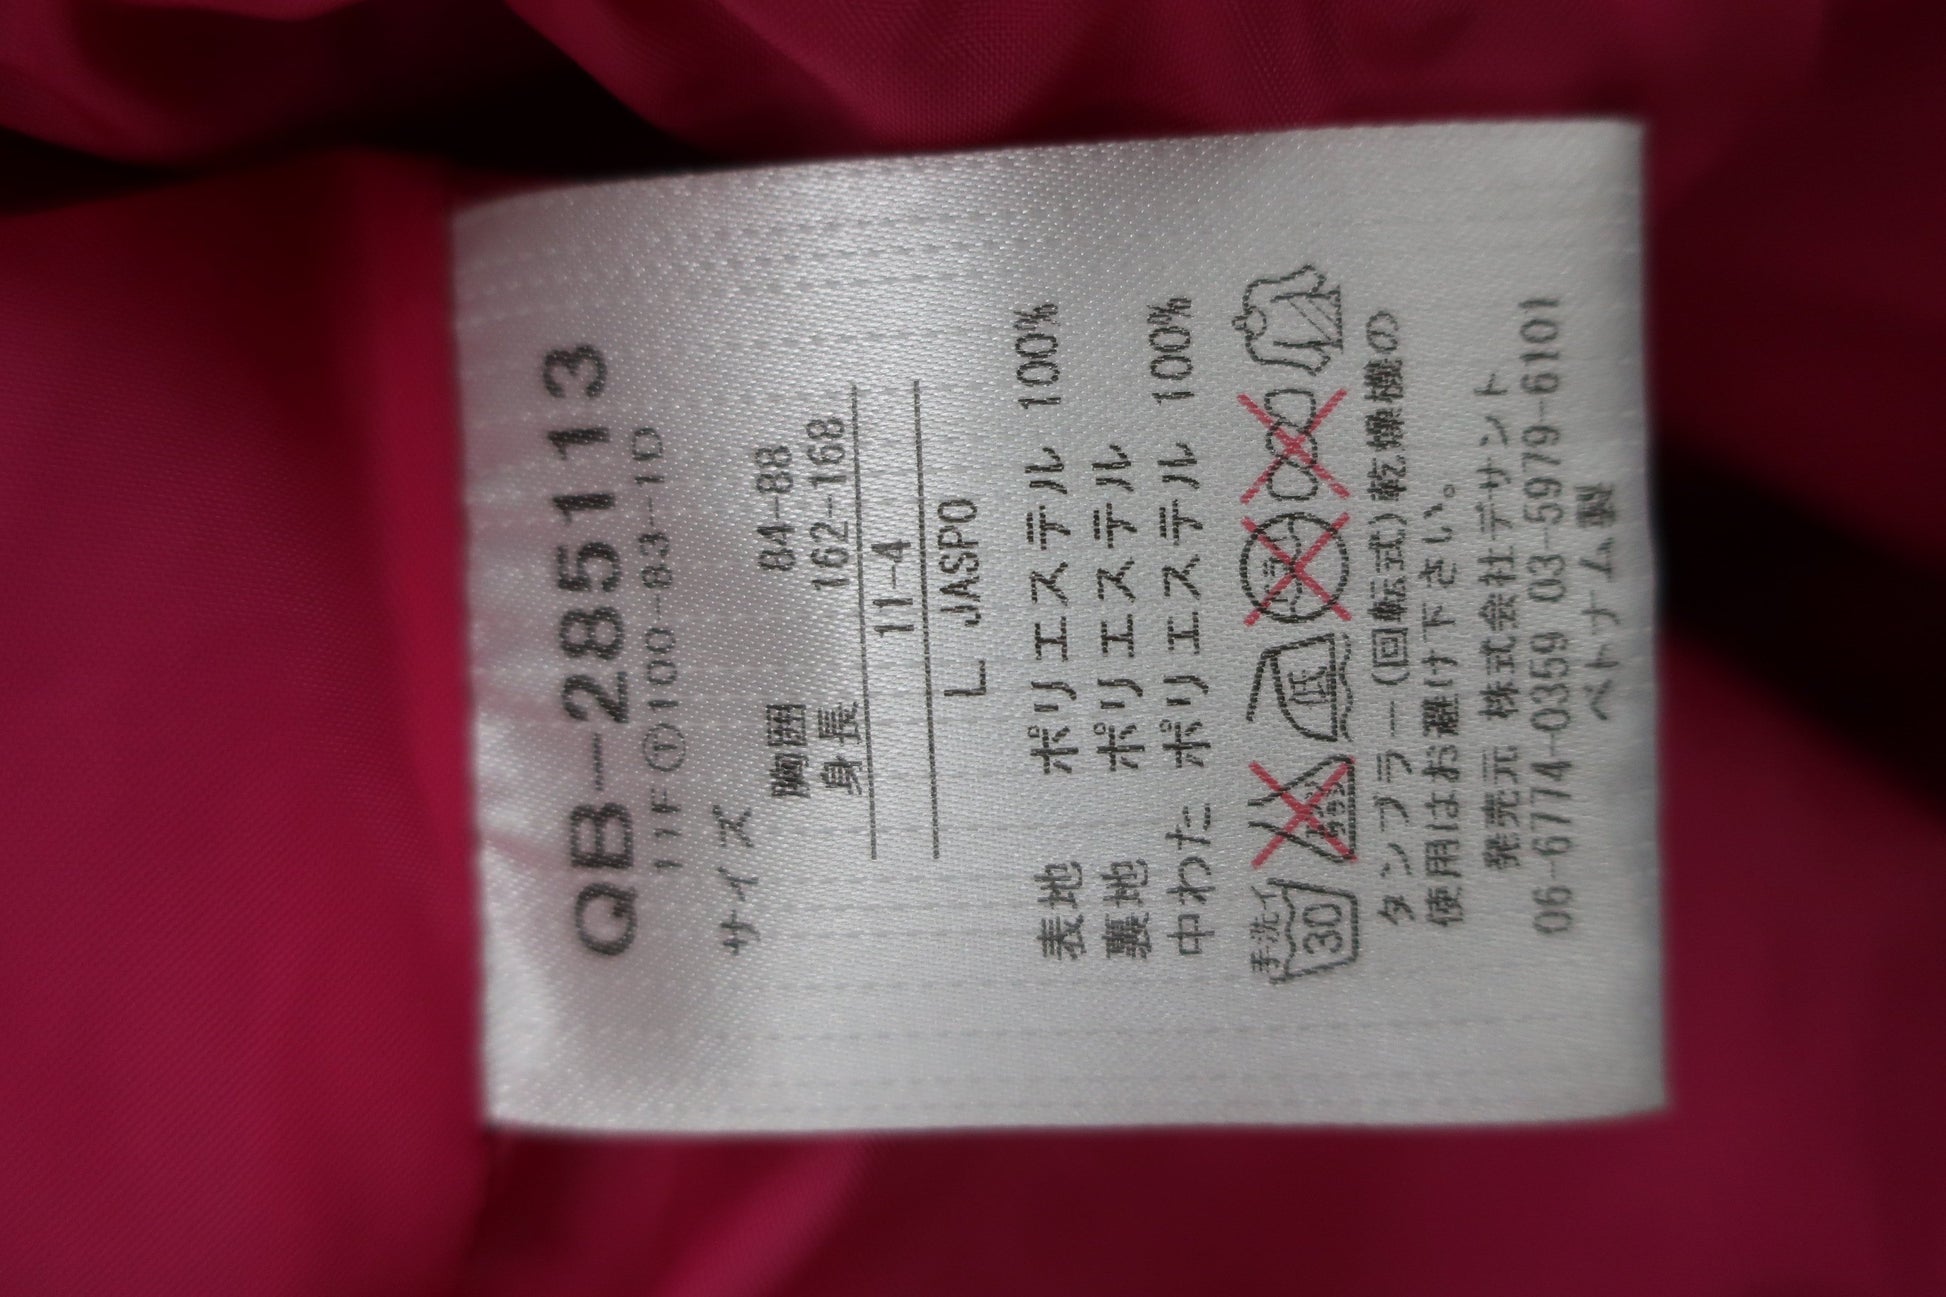 QB-285113
11F Ⓣ100-83-1D
サイズ
胸囲 84-88
身長 162-168
11-4
L JASPO
表地 ポリエステル 100%
裏地 ポリエステル
中わた ポリエステル 100%
手洗イ
30
低
タンブラー(回転式)乾燥機の
使用はお避け下さい。
発売元 株式会社デサント
06-6774-0359 03-5979-6101
ベトナム製